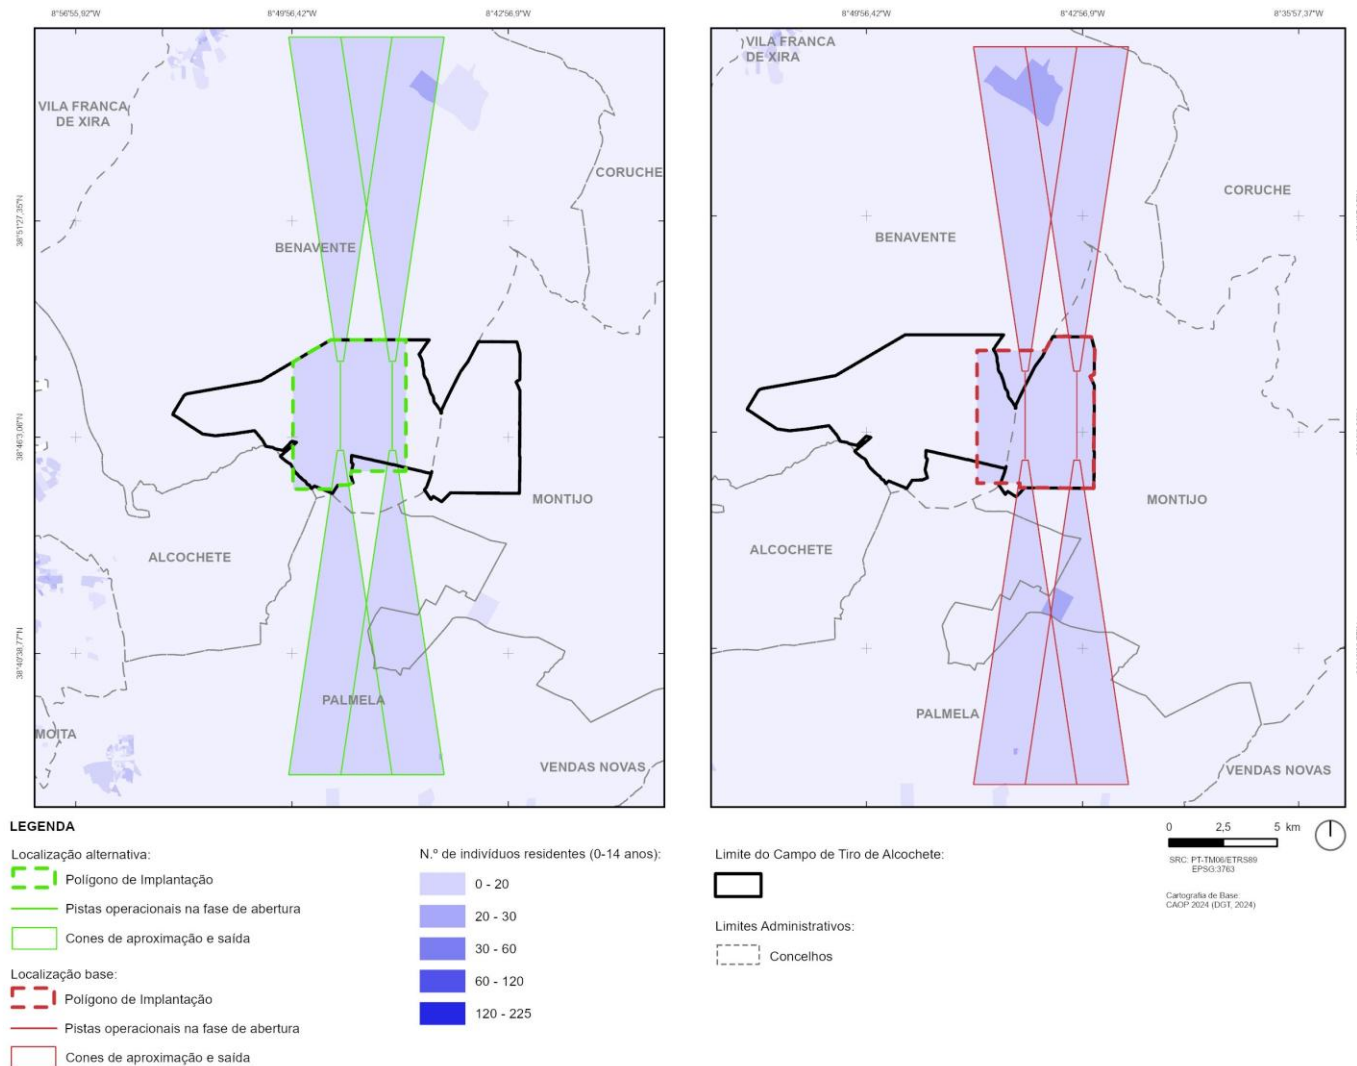 8°56'55,92"W
8°49'56,42"W
8°42'56,9"W
8°49'56,42"W
8°42'56,9"W
8°35'57,37"W
VILA FRANCA
DE XIRA
VILA FRANCA
DE XIRA
CORUCHE
CORUCHE
38°51'27,35"N
BENAVENTE
BENAVENTE
38°46'3,06"N
MONTIJO
MONTIJO
ALCOCHETE
ALCOCHETE
38°40'38,77"N
PALMELA
PALMELA
MOITA
VENDAS NOVAS
VENDAS NOVAS
LEGENDA
Localização alternativa:
Polígono de Implantação
Pistas operacionais na fase de abertura
Cones de aproximação e saída
Localização base:
Polígono de Implantação
Pistas operacionais na fase de abertura
Cones de aproximação e saída
N.º de indivíduos residentes (0-14 anos):
0 - 20
20 - 30
30 - 60
60 - 120
120 - 225
Limite do Campo de Tiro de Alcochete:
Limites Administrativos:
Concelhos
0 2,5 5 km
SRC: PT-TM06/ETRS89
EPSG:3763
Cartografia de Base:
CAOP 2024 (DGT, 2024)